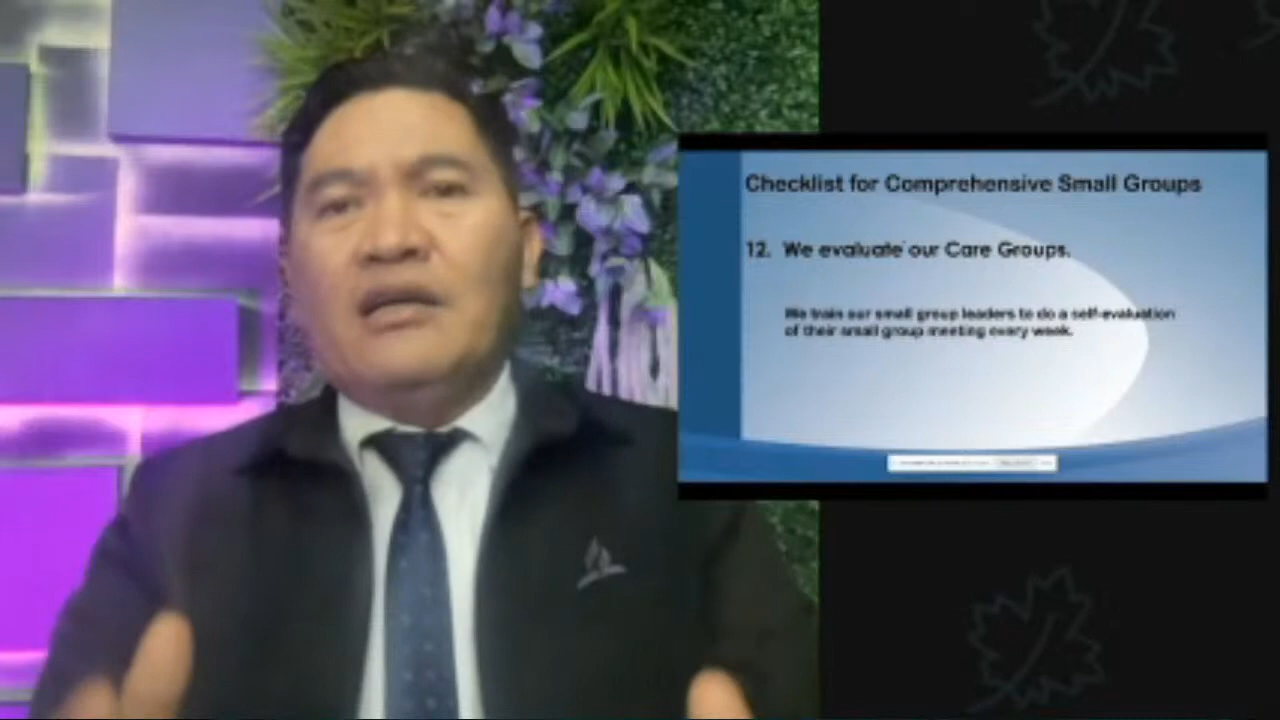 Checklist for Comprehensive Small Groups
12. We evaluate our Care Groups.
We train our small group leaders to do a self-evaluation
of their small group meeting every week.